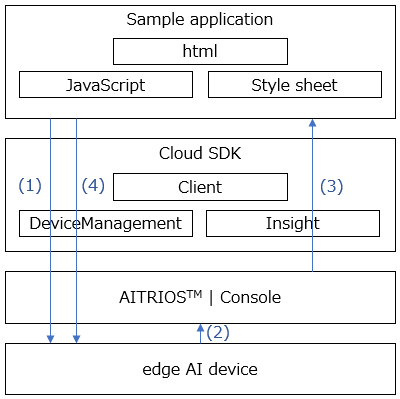 Sample application
html
JavaScript
Style sheet
Cloud SDK
(1)
(4)
Client
(3)
DeviceManagement
Insight
AITRIOS™ | Console
(2)
edge AI device